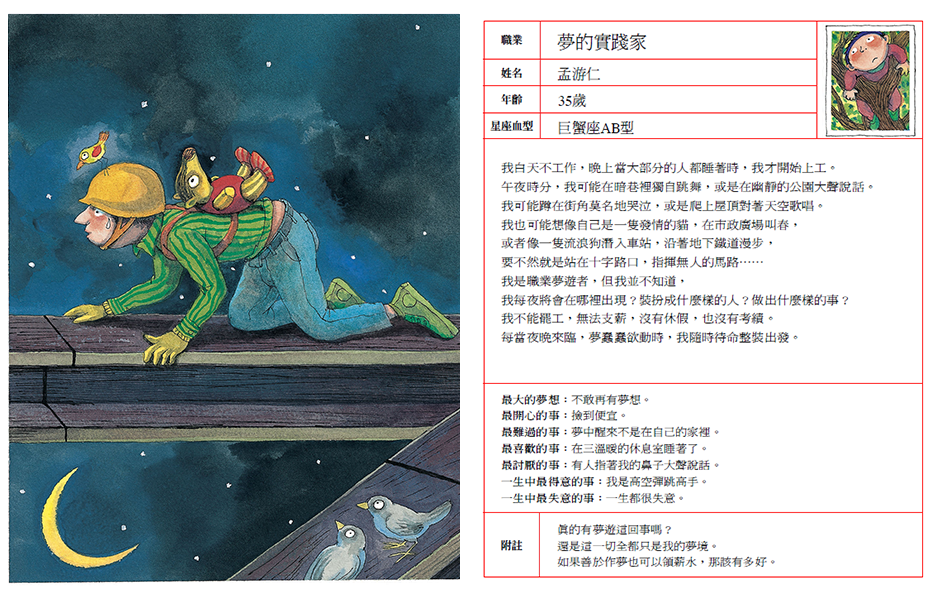 職業 夢的實踐家
姓名 孟游仁
年齡 35歲
星座血型 巨蟹座AB型
我白天不工作，晚上當大部分的人都睡著時，我才開始上工。
午夜時分，我可能在暗巷裡獨自跳舞，或是在幽靜的公園大聲說話。
我可能蹲在街角莫名地哭泣，或是爬上屋頂對著天空歌唱。
我也可能想像自己是一隻發情的貓，在市政廣場叫春，
或者像一隻流浪狗潛入車站，沿著地下鐵道漫步，
要不然就是站在十字路口，指揮無人的馬路……
我是職業夢遊者，但我並不知道，
我每夜將會在哪裡出現？裝扮成什麼樣的人？做出什麼樣的事？
我不能罷工，無法支薪，沒有休假，也沒有考績。
每當夜晚來臨，夢蠢蠢欲動時，我隨時待命整裝出發。
最大的夢想：不敢再有夢想。
最開心的事：撿到便宜。
最難過的事：夢中醒來不是在自己的家裡。
最喜歡的事：在三溫暖的休息室睡著了。
最討厭的事：有人指著我的鼻子大聲說話。
一生中最得意的事：我是高空彈跳高手。
一生中最失意的事：一生都很失意。
附註
真的有夢遊這回事嗎？
還是這一切全都只是我的夢境。
如果善於作夢也可以領薪水，那該有多好。